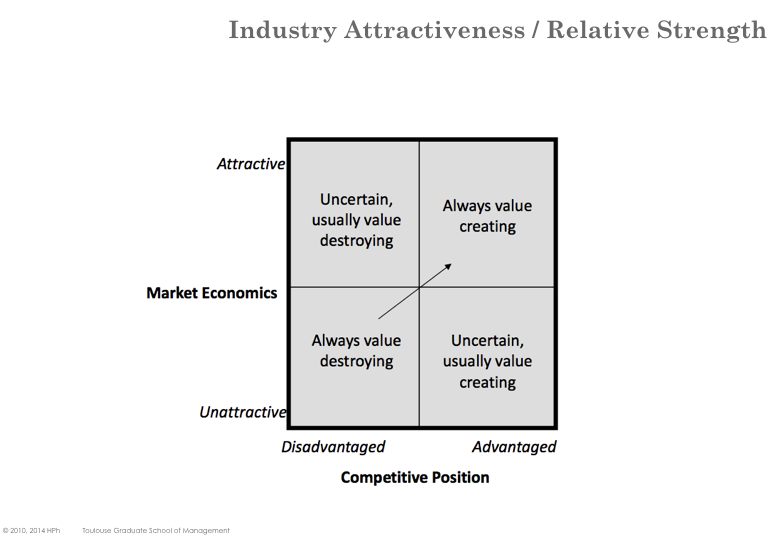 Industry Attractiveness / Relative Strength
Attractive
Uncertain,
usually value
destroying
Always value
creating
Market Economics
Always value
destroying
Uncertain,
usually value
creating
Unattractive
Disadvantaged
Advantaged
Competitive Position
© 2010, 2014 HPh Toulouse Graduate School of Management